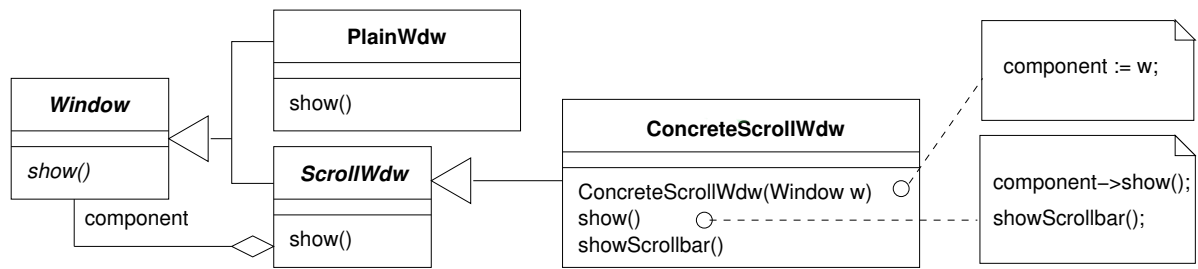 PlainWdw
show()
Window
show()
component
ScrollWdw
show()
ConcreteScrollWdw
ConcreteScrollWdw(Window w)
show()
showScrollbar()
component := w;
component–>show();
showScrollbar();